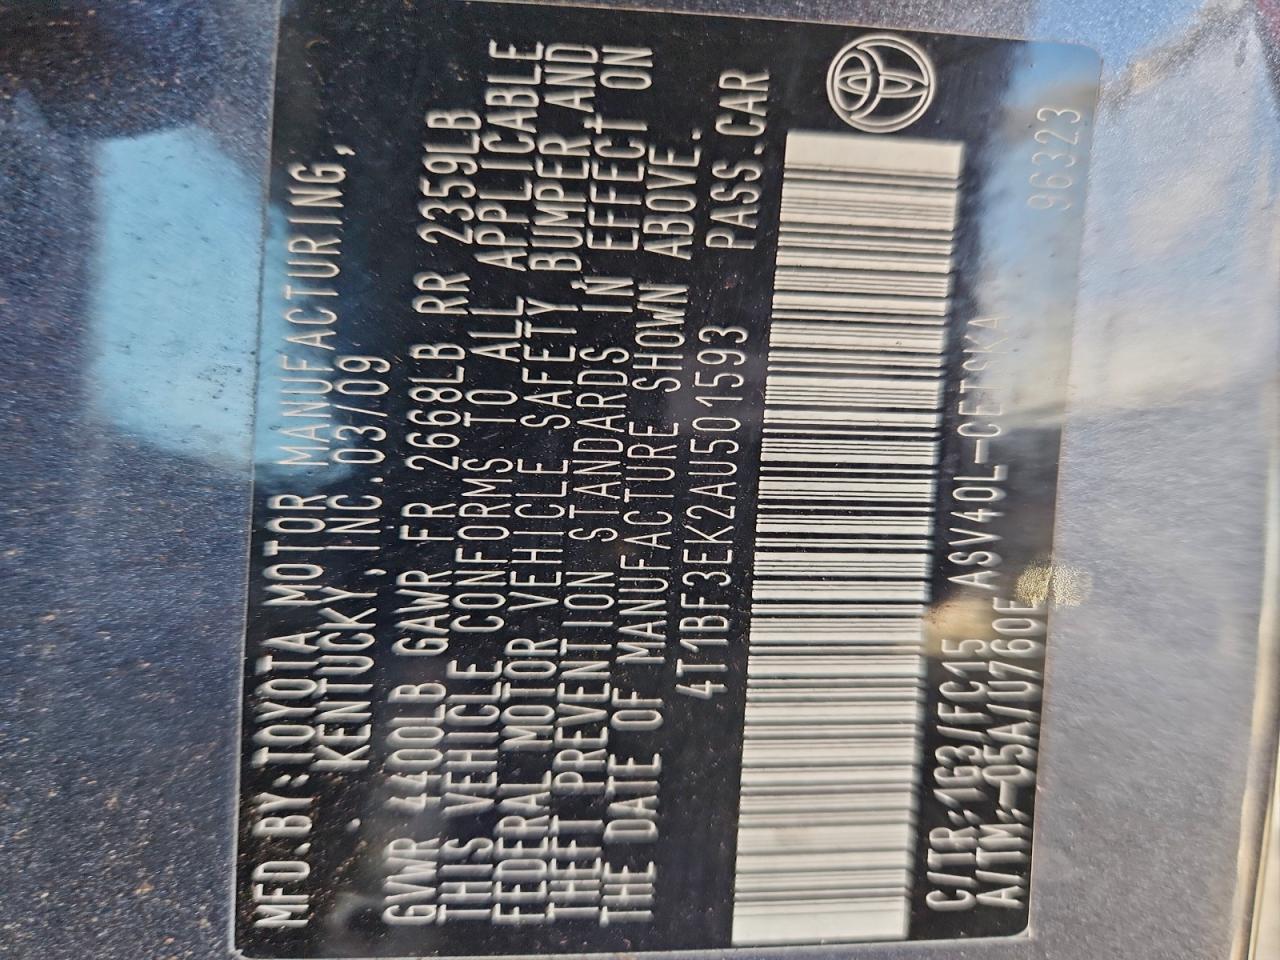 MFD.BY:TOYOTA MOTOR MANUFACTURING,
KENTUCKY,INC.03/09
GVWR 4400LB GAWR FR 2668LB RR 2359LB
THIS VEHICLE CONFORMS TO ALL APPLICABLE
FEDERAL MOTOR VEHICLE SAFETY,BUMPER,AND
THEFT PREVENTION STANDARDS IN EFFECT ON
THE DATE OF MANUFACTURE SHOWN ABOVE.
4T1BF3EK2AU501593 PASS.CAR
C/TR:1G3/FC15 ASV40L-CETSKA
A/TM:-05A/U760E 96323